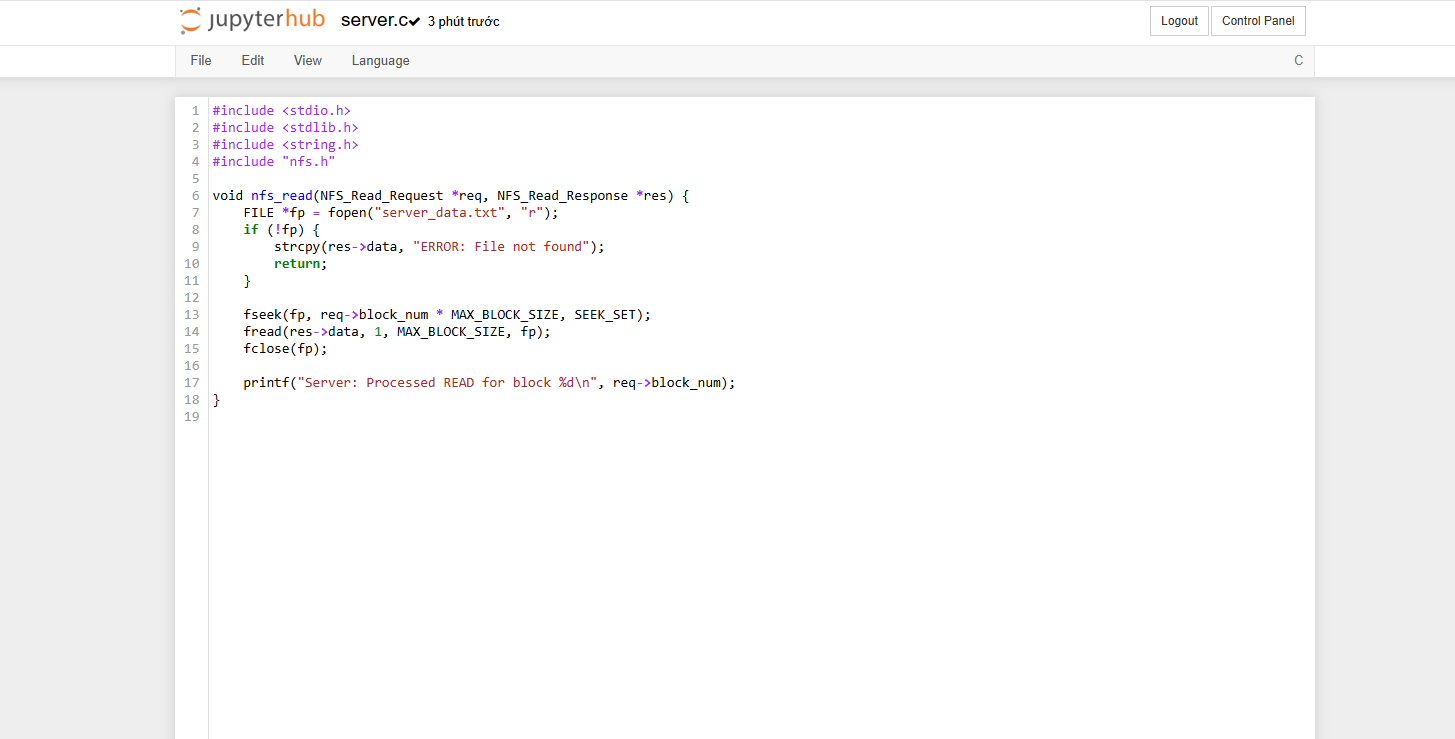 jupyterhub server.c 3 phút trước Logout Control Panel
File Edit View Language C
1 #include <stdio.h>
2 #include <stdlib.h>
3 #include <string.h>
4 #include "nfs.h"
5
6 void nfs_read(NFS_Read_Request *req, NFS_Read_Response *res) {
7     FILE *fp = fopen("server_data.txt", "r");
8     if (!fp) {
9         strcpy(res->data, "ERROR: File not found");
10         return;
11     }
12
13     fseek(fp, req->block_num * MAX_BLOCK_SIZE, SEEK_SET);
14     fread(res->data, 1, MAX_BLOCK_SIZE, fp);
15     fclose(fp);
16
17     printf("Server: Processed READ for block %d\n", req->block_num);
18 }
19